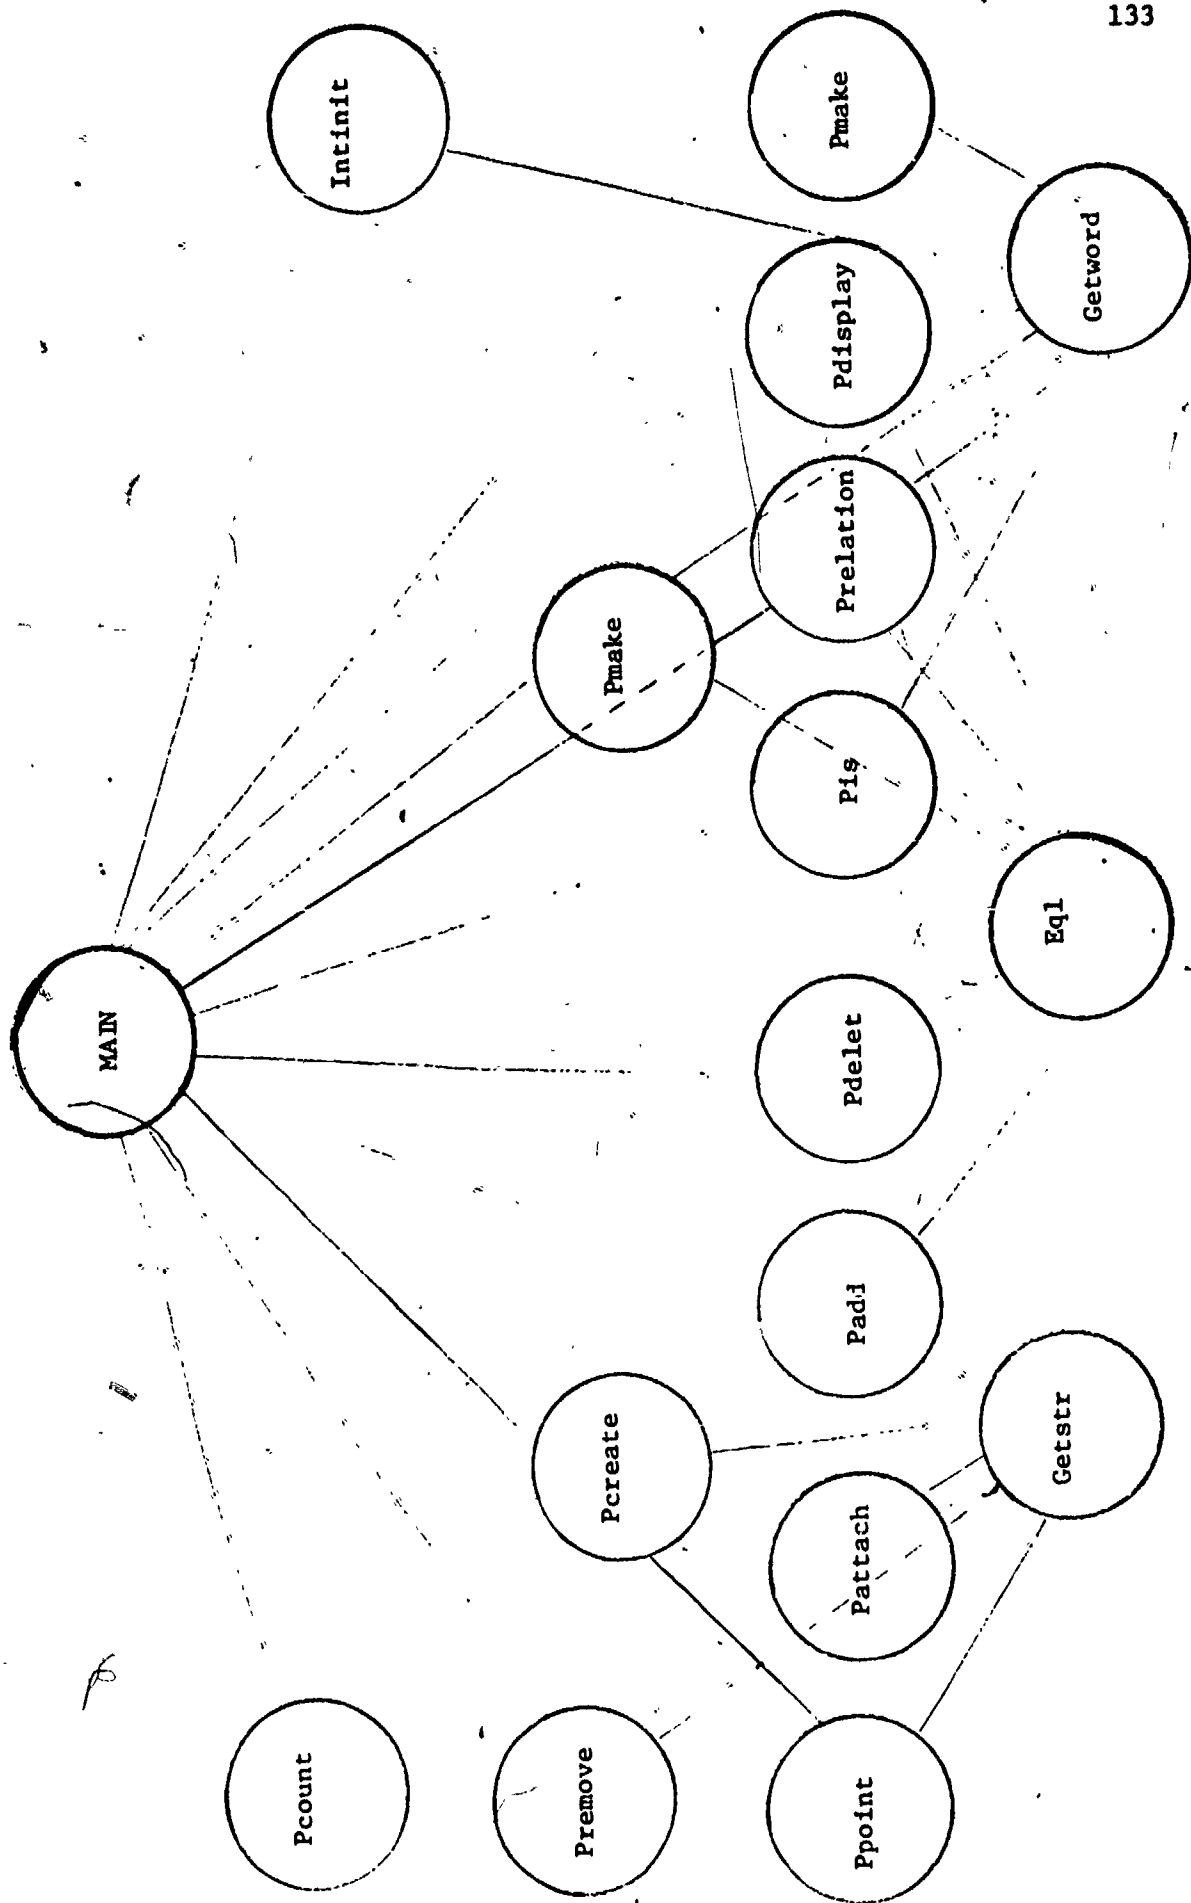 133
MAIN
Intinit
Pcount
Pmake
Pcreate
Premove
Pmake
Pdisplay
Prelation
Pis
Pdelet
Padd
Pattach
Ppoint
Getword
Eql
Getstr